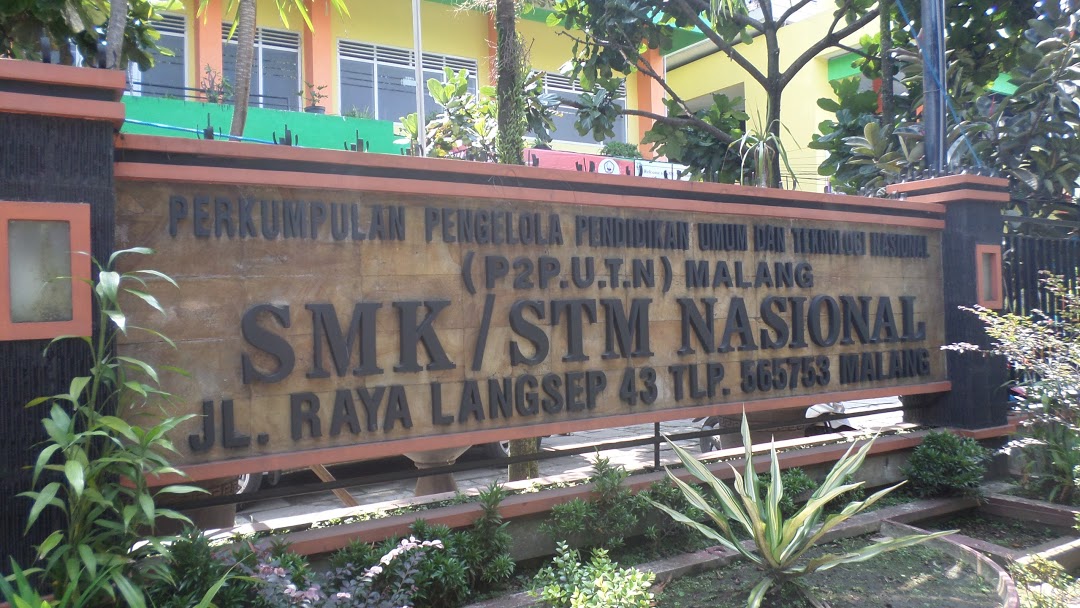 PERKUMPULAN PENGELOLA PENDIDIKAN UMUM DAN TEKNOLOGI NASIONAL
(P2P.U.T.N) MALANG
SMK/STM NASIONAL
JL. RAYA LANGSEP 43 TLP. 565753 MALANG